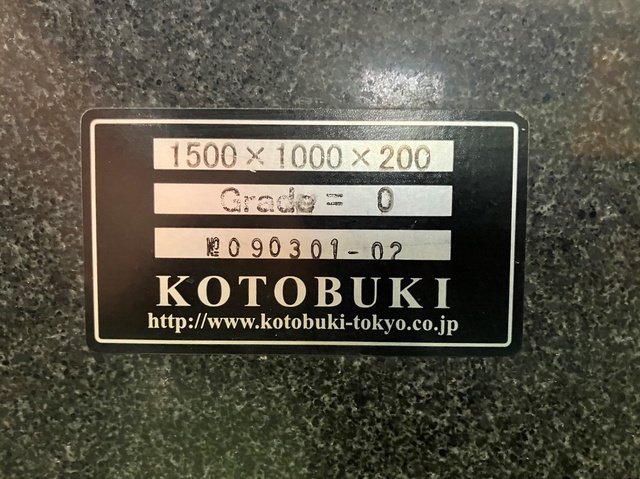 1500×1000×200
Grade = 0
№090301-02
KOTOBUKI
http://www.kotobuki-tokyo.co.jp